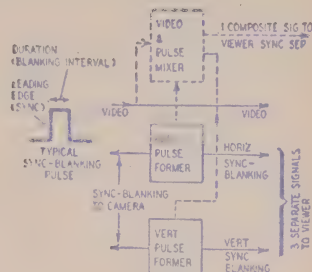 VIDEO
&
PULSE
MIXER
1 COMPOSITE SIG TO
VIEWER SYNC SEP
DURATION
(BLANKING INTERVAL)
LEADING
EDGE
(SYNC)
VIDEO
VIDEO
TYPICAL
SYNC-BLANKING
PULSE
PULSE
FORMER
HORIZ
SYNC-
BLANKING
SYNC-BLANKING
TO CAMERA
VERT
PULSE
FORMER
VERT
SYNC
BLANKING
3 SEPARATE SIGNALS
TO VIEWER